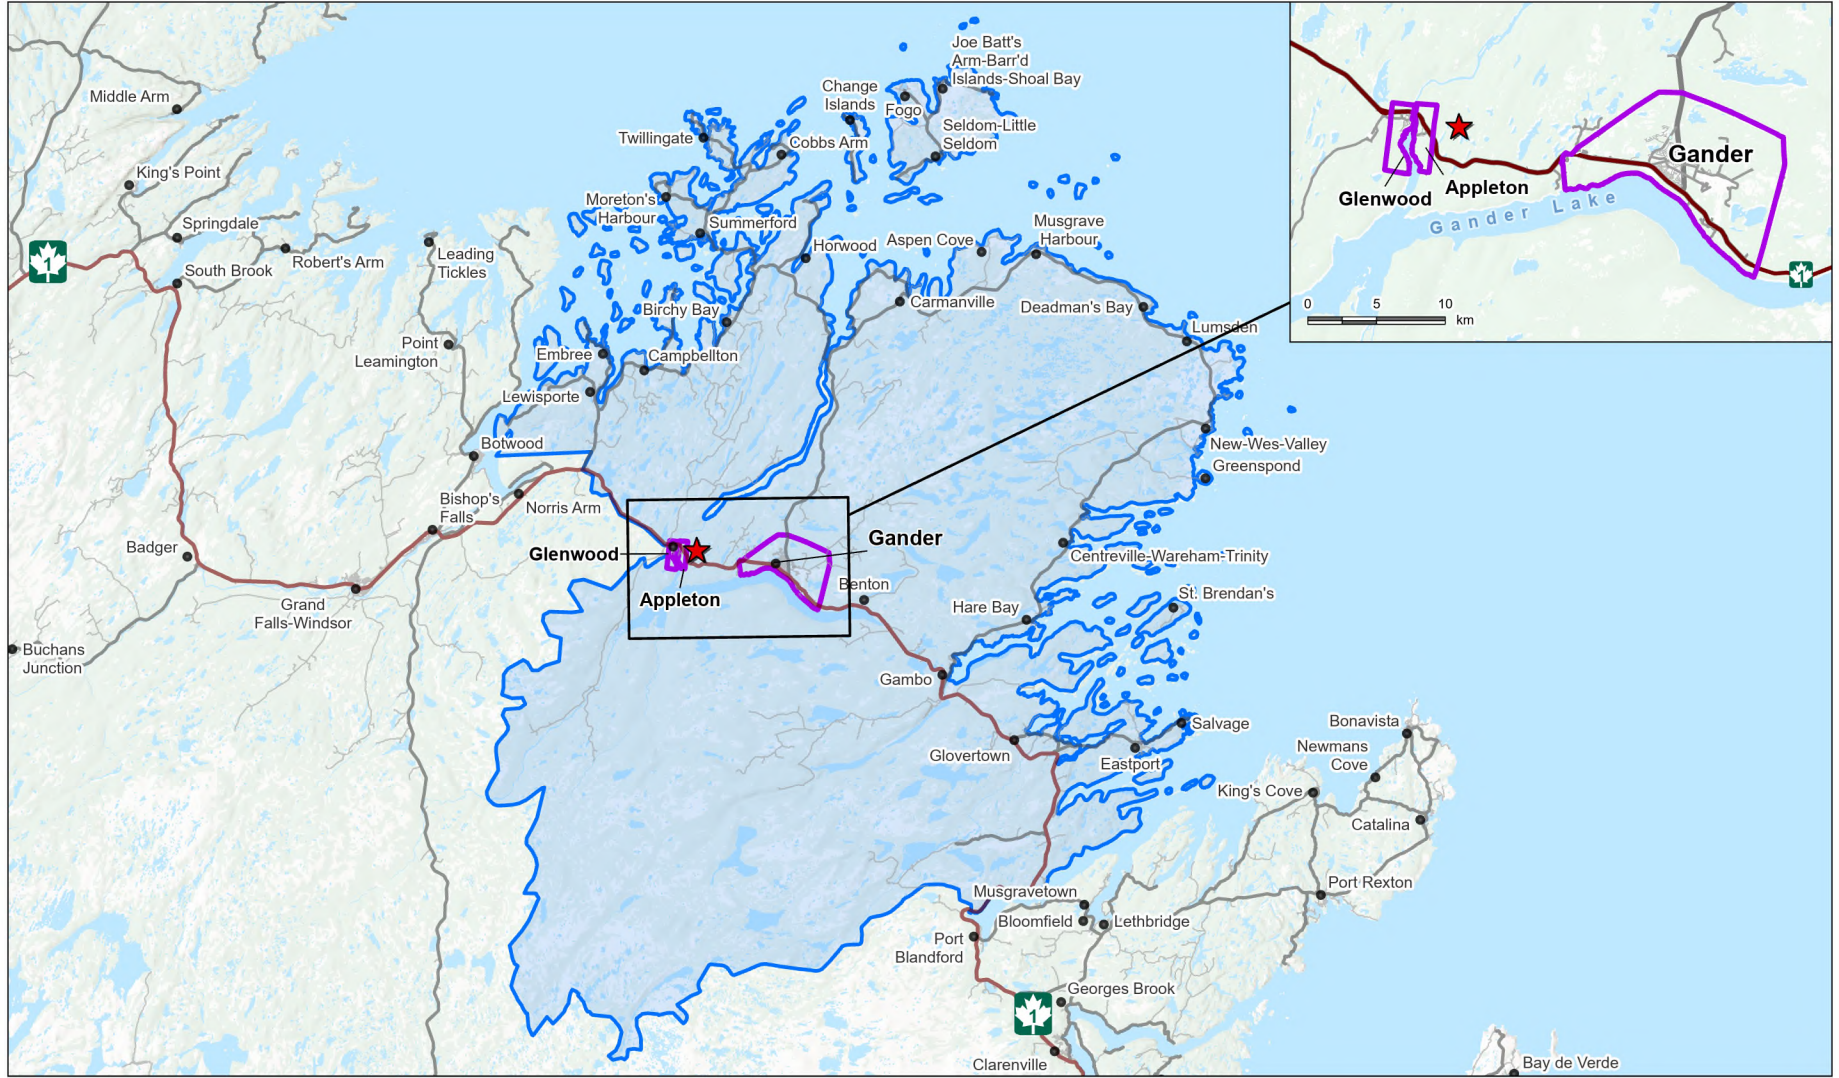 Joe Batt's
Arm-Barr'd
Islands-Shoal Bay
Middle Arm
Change
Islands
Fogo
Seldom-Little
Seldom
Twillingate
Cobbs Arm
King's Point
Moreton's
Harbour
Summerford
Springdale
Robert's Arm
Leading
Tickles
Horwood
Aspen Cove
Musgrave
Harbour
1
South Brook
Carmanville
Deadman's Bay
Birchy Bay
Lumsden
Point
Leamington
Embree
Campbellton
Lewisporte
Botwood
New-Wes-Valley
Greenspond
Bishop's
Falls
Norris Arm
Badger
Glenwood
Gander
Appleton
Benton
Centreville-Wareham-Trinity
St. Brendan's
Hare Bay
Grand
Falls-Windsor
Buchans
Junction
Gambo
Salvage
Glovertown
Eastport
Bonavista
Newmans
Cove
King's Cove
Catalina
Port Rexton
Musgravetown
Bloomfield
Lethbridge
Port
Blandford
Georges Brook
1
Clarenville
Bay de Verde
Gander
Glenwood
Appleton
Gander Lake
1
0 5 10
km